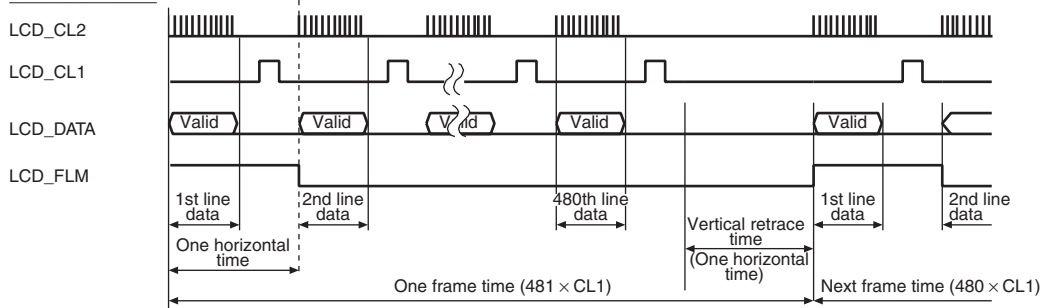 LCD_CL2
LCD_CL1
LCD_DATA
Valid
Valid
Valid
Valid
Valid
LCD_FLM
1st line
data
2nd line
data
480th line
data
1st line
data
2nd line
data
One horizontal
time
Vertical retrace
time
(One horizontal
time)
One frame time (481 × CL1)
Next frame time (480 × CL1)